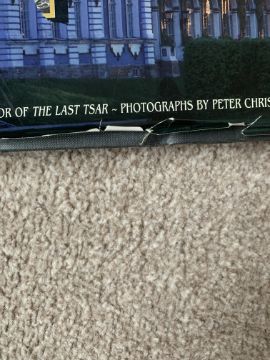 OR OF THE LAST TSAR ~ PHOTOGRAPHS BY PETER CHRIS